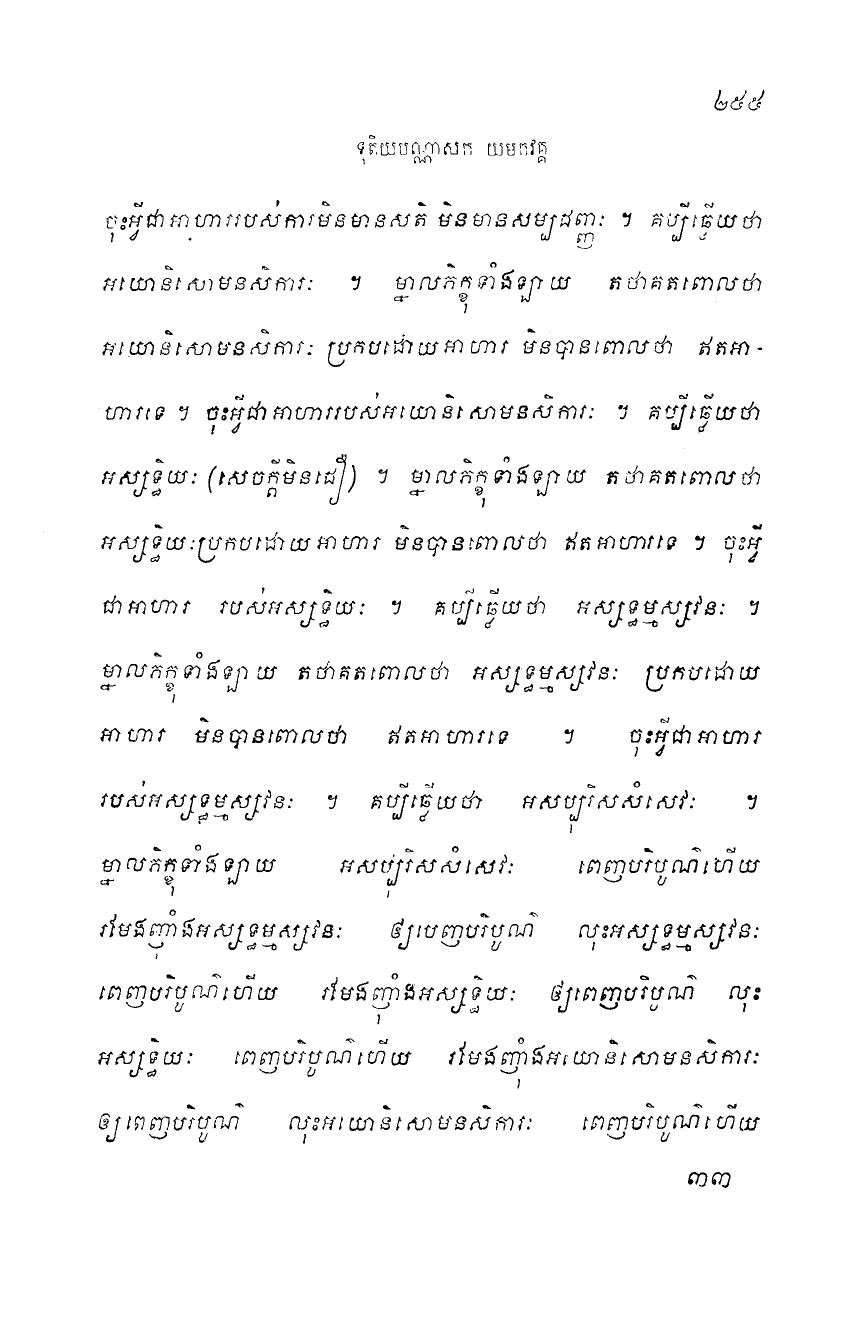 ២៥៥
ទុតិយបណ្ណាសក យមកវគ្គ
ចុះអ្វីជាអាហាររបស់ការមិនមានសតិ មិនមានសម្បជញ្ញៈ ។ គប្បីឆ្លើយថា
អយោនិសោមនសិការៈ ។ ម្នាលភិក្ខុទាំងឡាយ តថាគតពោលថា
អយោនិសោមនសិការៈ ប្រកបដោយអាហារ មិនបានពោលថា ឥតអា-
ហារទេ ។ ចុះអ្វីជាអាហាររបស់អយោនិសោមនសិការៈ ។ គប្បីឆ្លើយថា
អស្សទ្ធិយៈ (សេចក្តីមិនជឿ) ។ ម្នាលភិក្ខុទាំងឡាយ តថាគតពោលថា
អស្សទ្ធិយៈប្រកបដោយអាហារ មិនបានពោលថា ឥតអាហារទេ ។ ចុះអ្វី
ជាអាហារ របស់អស្សទ្ធិយៈ ។ គប្បីឆ្លើយថា អស្សទ្ធម្មស្សវនៈ ។
ម្នាលភិក្ខុទាំងឡាយ តថាគតពោលថា អស្សទ្ធម្មស្សវនៈ ប្រកបដោយ
អាហារ មិនបានពោលថា ឥតអាហារទេ ។ ចុះអ្វីជាអាហារ
របស់អស្សទ្ធម្មស្សវនៈ ។ គប្បីឆ្លើយថា អសប្បុរិសសំសេវៈ ។
ម្នាលភិក្ខុទាំងឡាយ អសប្បុរិសសំសេវៈ ពេញបរិបូណ៌ហើយ
រមែងញុំាងអស្សទ្ធម្មស្សវនៈ ឲ្យពេញបរិបូណ៌ លុះអស្សទ្ធម្មស្សវនៈ
ពេញបរិបូណ៌ហើយ រមែងញុំាងអស្សទ្ធិយៈ ឲ្យពេញបរិបូណ៌ លុះ
អស្សទ្ធិយៈ ពេញបរិបូណ៌ហើយ រមែងញុំាងអយោនិសោមនសិការៈ
ឲ្យពេញបរិបូណ៌ លុះអយោនិសោមនសិការៈ ពេញបរិបូណ៌ហើយ
៣៣